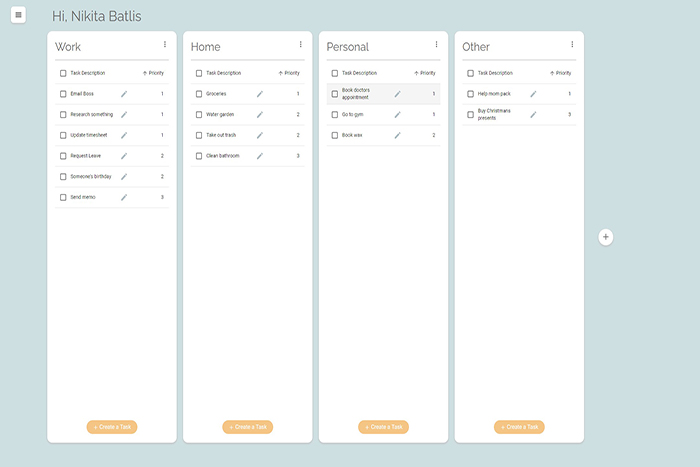 Hi, Nikita Batlis
Work
Task Description Priority
Email Boss 1
Research something 1
Update timesheet 1
Request Leave 2
Someone's birthday 2
Send memo 3
+ Create a Task
Home
Task Description Priority
Groceries 1
Water garden 2
Take out trash 2
Clean bathroom 3
+ Create a Task
Personal
Task Description Priority
Book doctors
appointment 1
Go to gym 1
Book wax 2
+ Create a Task
Other
Task Description Priority
Help mom pack 1
Buy Christmans
presents 3
+ Create a Task